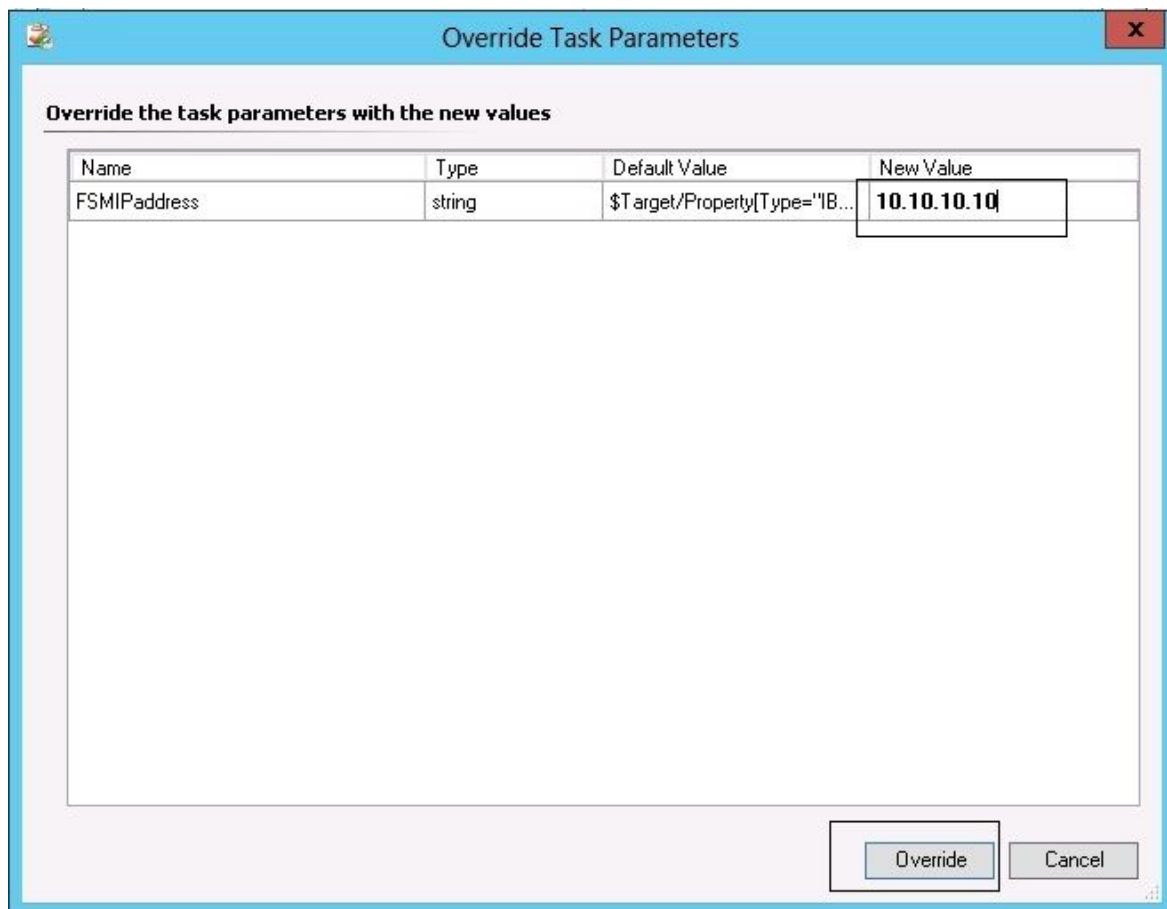 Override Task Parameters
x
Override the task parameters with the new values
Name Type Default Value New Value
FSMIPaddress string $Target/Property[Type="IB... 10.10.10.10
Override Cancel